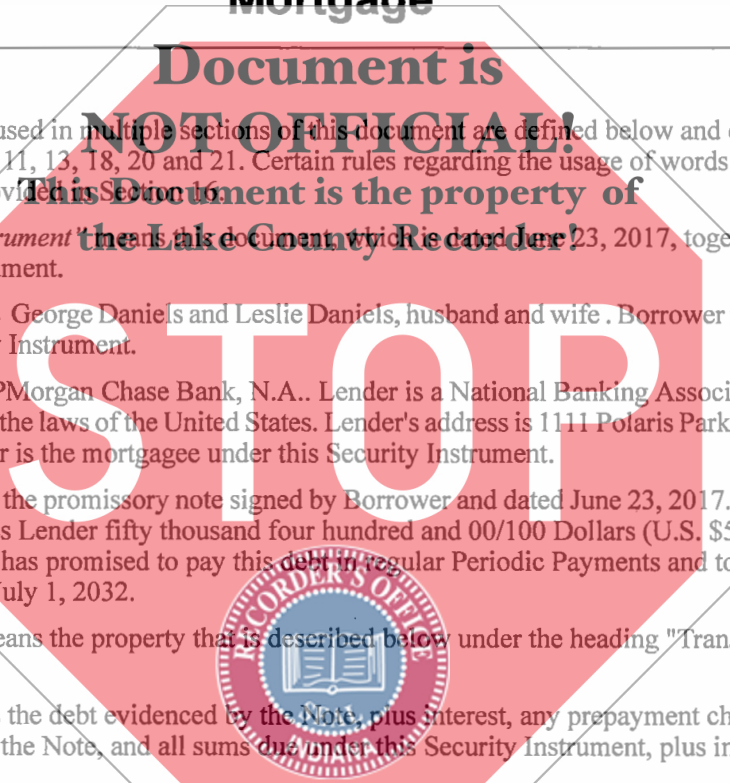 Mortgage
Document is
NOT OFFICIAL!
used in multiple sections of this document are defined below and
11, 13, 18, 20 and 21. Certain rules regarding the usage of words
This Document is the property of
vided in Section 16.
the Lake County Recorder!
rument" means this document, which is dated June 23, 2017, toge
ment.
George Daniels and Leslie Daniels, husband and wife . Borrower
Instrument.
STOP
PMorgan Chase Bank, N.A.. Lender is a National Banking Associ
the laws of the United States. Lender's address is 1111 Polaris Park
r is the mortgagee under this Security Instrument.
the promissory note signed by Borrower and dated June 23, 2017.
s Lender fifty thousand four hundred and 00/100 Dollars (U.S. $5
has promised to pay this debt in regular Periodic Payments and to
uly 1, 2032.
RECORDER'S OFFICE
eans the property that is described below under the heading "Tran
the debt evidenced by the Note, plus interest, any prepayment ch
the Note, and all sums due under this Security Instrument, plus in
INDIANA